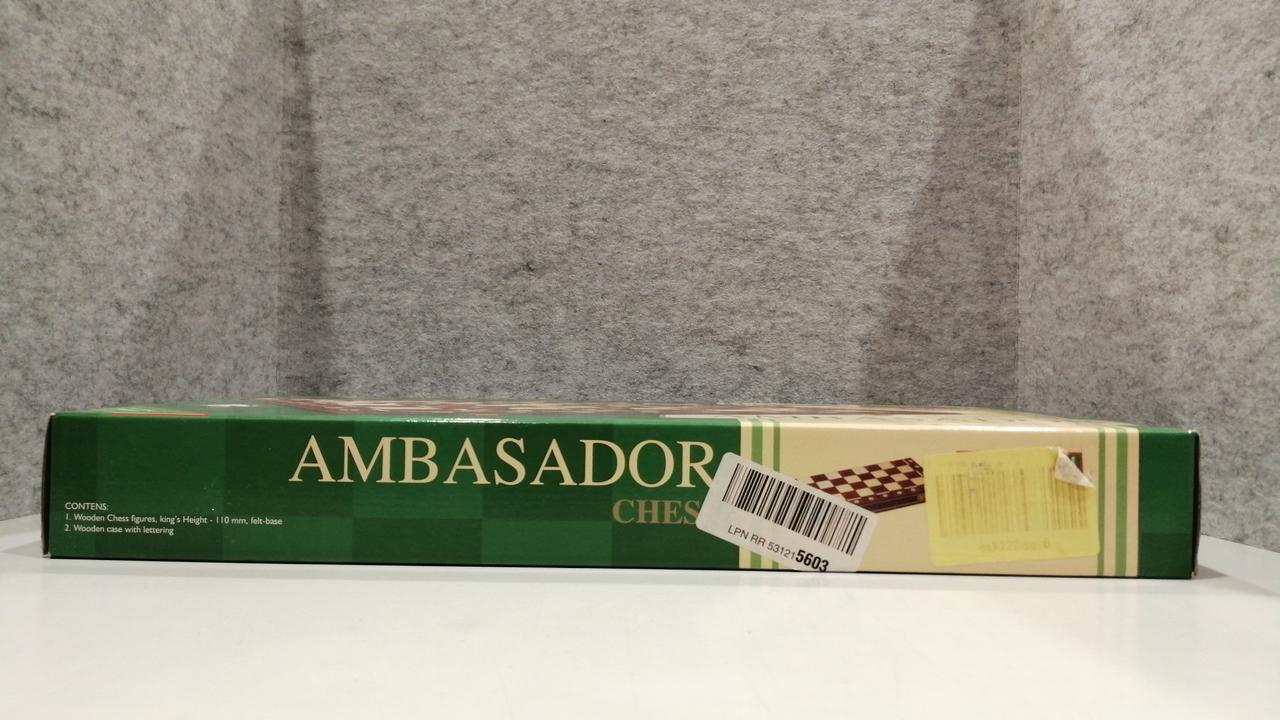 AMBASADOR
CHES
CONTENS:
1. Wooden Chess figures, king's Height - 110 mm, felt-base
2. Wooden case with lettering
LPN RR 531215603